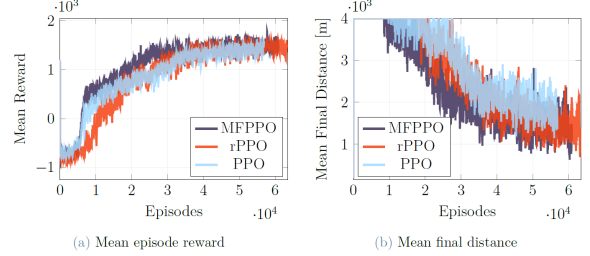 ·10³
2
1
0
−1
Mean Reward
MFPPO
rPPO
PPO
0 1 2 3 4 5 6
Episodes
·10⁴
(a) Mean episode reward
·10³
4
3
2
1
Mean Final Distance [m]
MFPPO
rPPO
PPO
0 1 2 3 4 5 6
Episodes
·10⁴
(b) Mean final distance